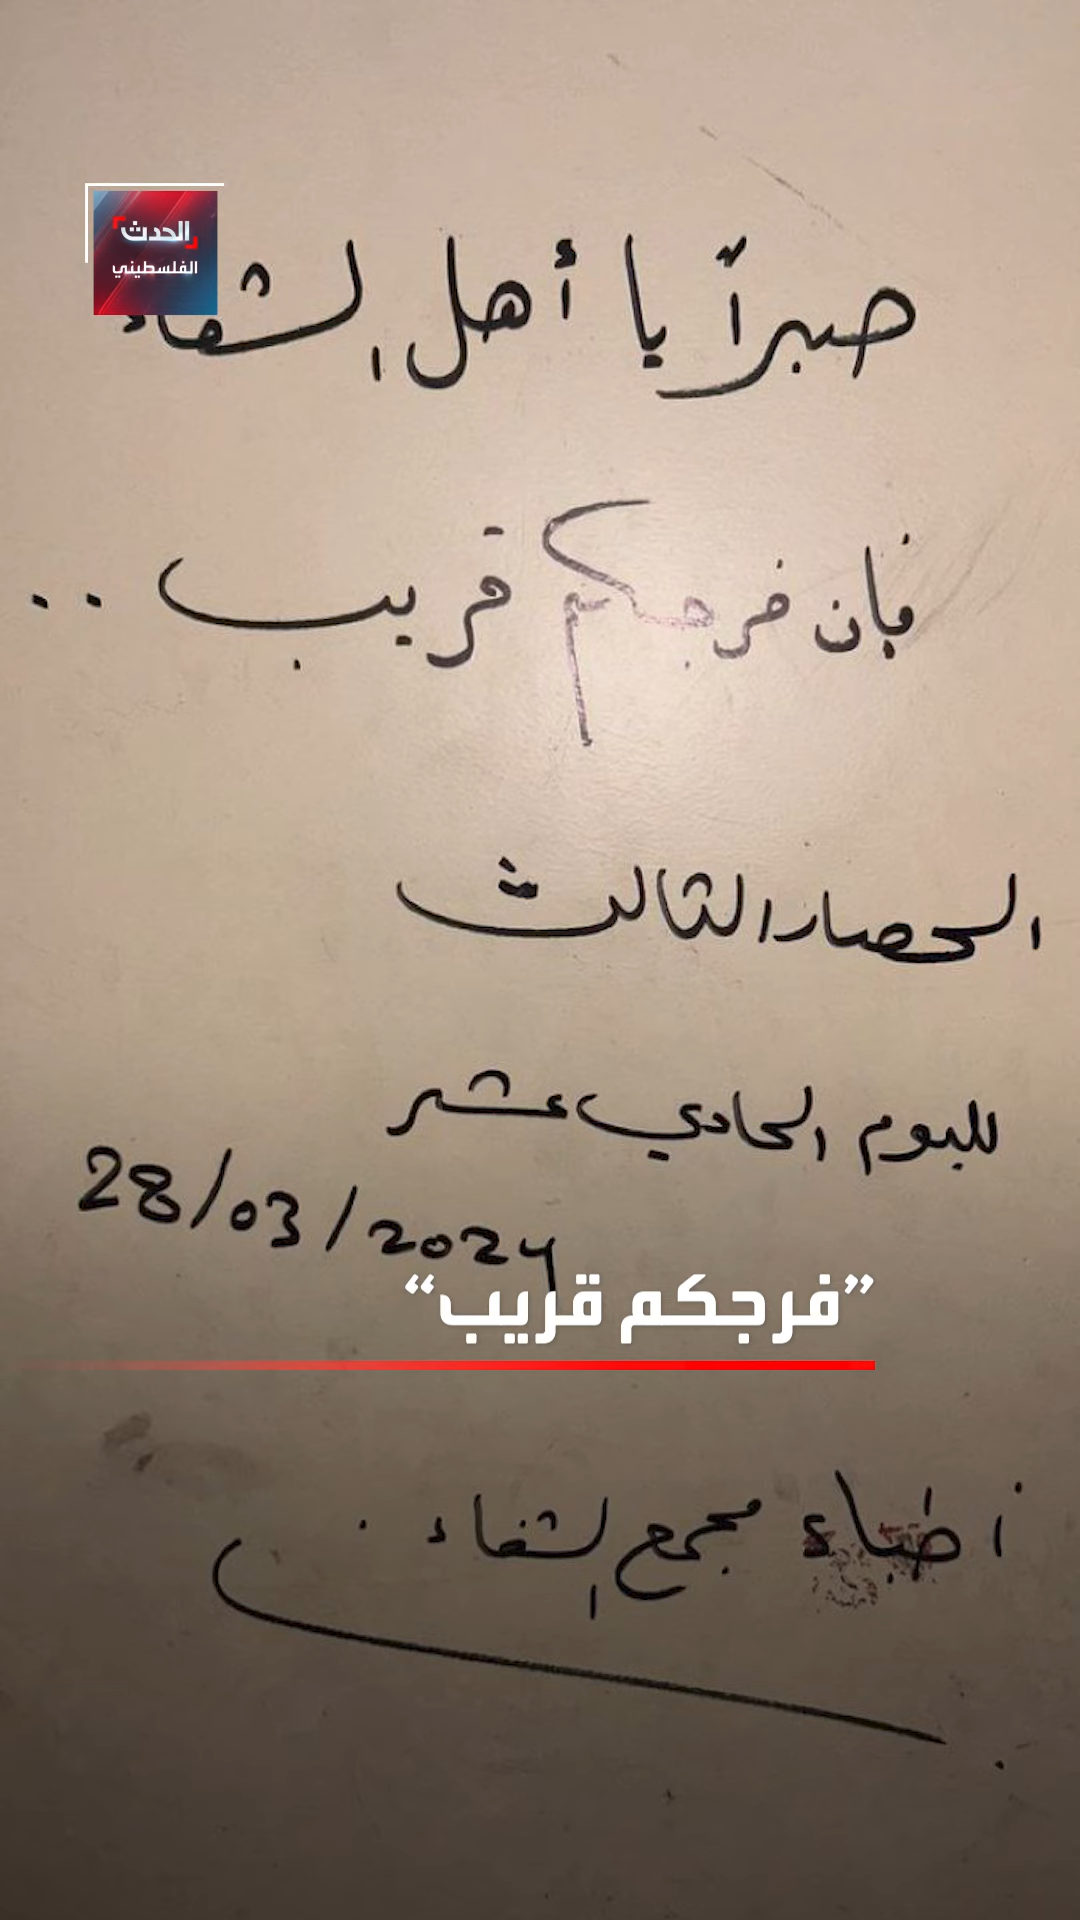 الحدث
الفلسطيني
صبراً يا أهل الشفاء
فإن فرجكم قريب ..
الحصار الثالث
لليوم الحادي عشر
28/03/2024
”فرجكم قريب“
أطباء مجمع الشفاء .